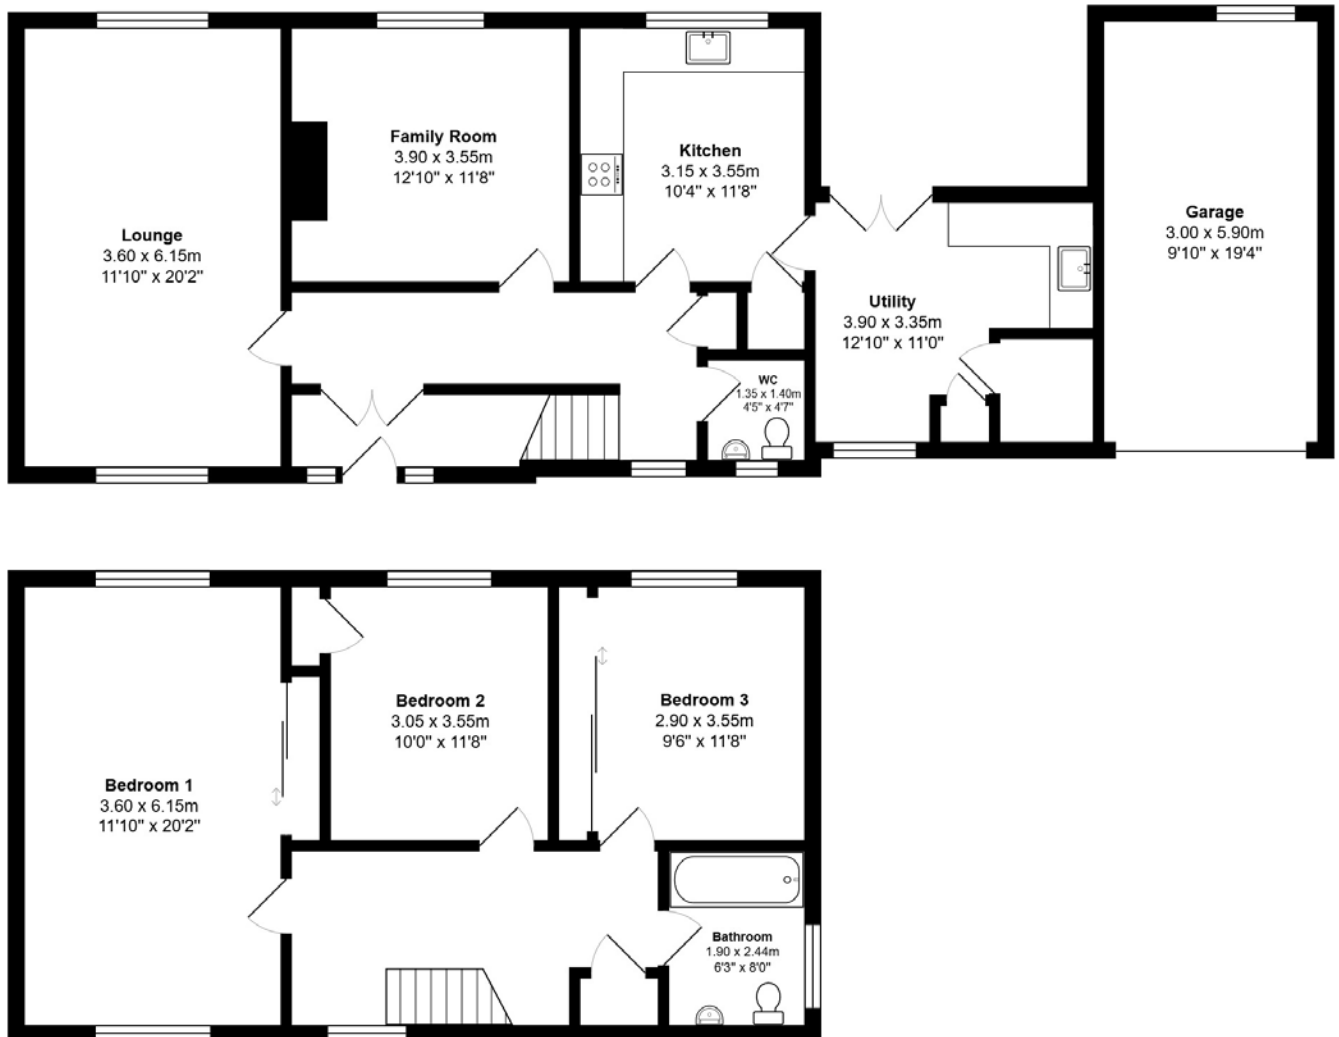 Lounge
3.60 x 6.15m
11'10" x 20'2"
Family Room
3.90 x 3.55m
12'10" x 11'8"
Kitchen
3.15 x 3.55m
10'4" x 11'8"
Utility
3.90 x 3.35m
12'10" x 11'0"
WC
1.35 x 1.40m
4'5" x 4'7"
Garage
3.00 x 5.90m
9'10" x 19'4"
Bedroom 1
3.60 x 6.15m
11'10" x 20'2"
Bedroom 2
3.05 x 3.55m
10'0" x 11'8"
Bedroom 3
2.90 x 3.55m
9'6" x 11'8"
Bathroom
1.90 x 2.44m
6'3" x 8'0"